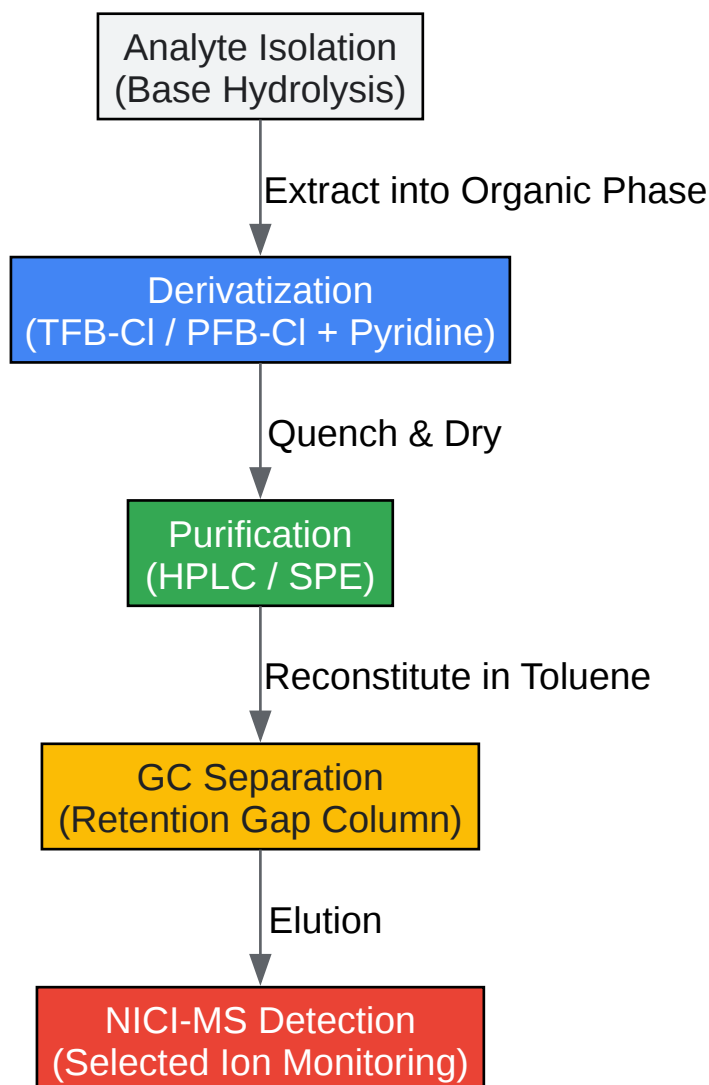 Analyte Isolation
(Base Hydrolysis)
Extract into Organic Phase
Derivatization
(TFB-Cl / PFB-Cl + Pyridine)
Quench & Dry
Purification
(HPLC / SPE)
Reconstitute in Toluene
GC Separation
(Retention Gap Column)
Elution
NICI-MS Detection
(Selected Ion Monitoring)